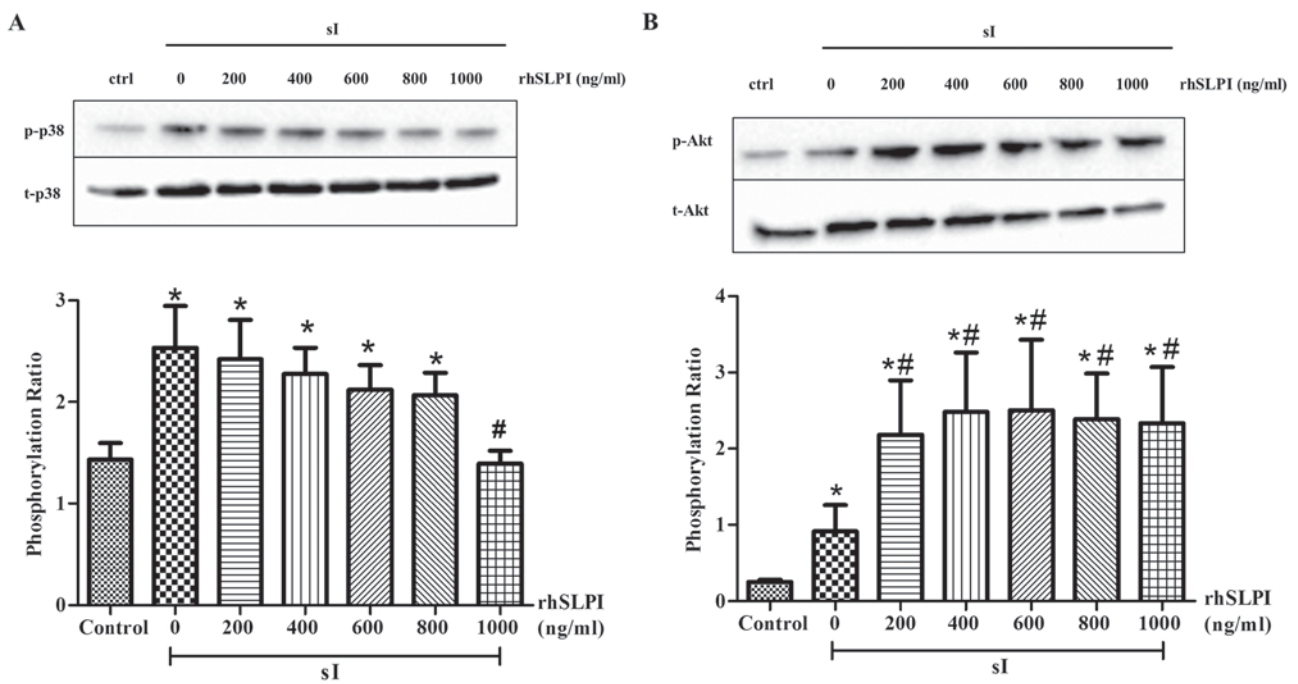 A
sI
ctrl 0 200 400 600 800 1000 rhSLPI (ng/ml)
p-p38
t-p38
3
2
1
0
Phosphorylation Ratio
* * * * * #
Control 0 200 400 600 800 1000
rhSLPI
(ng/ml)
sI
B
sI
ctrl 0 200 400 600 800 1000 rhSLPI (ng/ml)
p-Akt
t-Akt
4
3
2
1
0
Phosphorylation Ratio
* *# *# *# *# *#
Control 0 200 400 600 800 1000
rhSLPI
(ng/ml)
sI